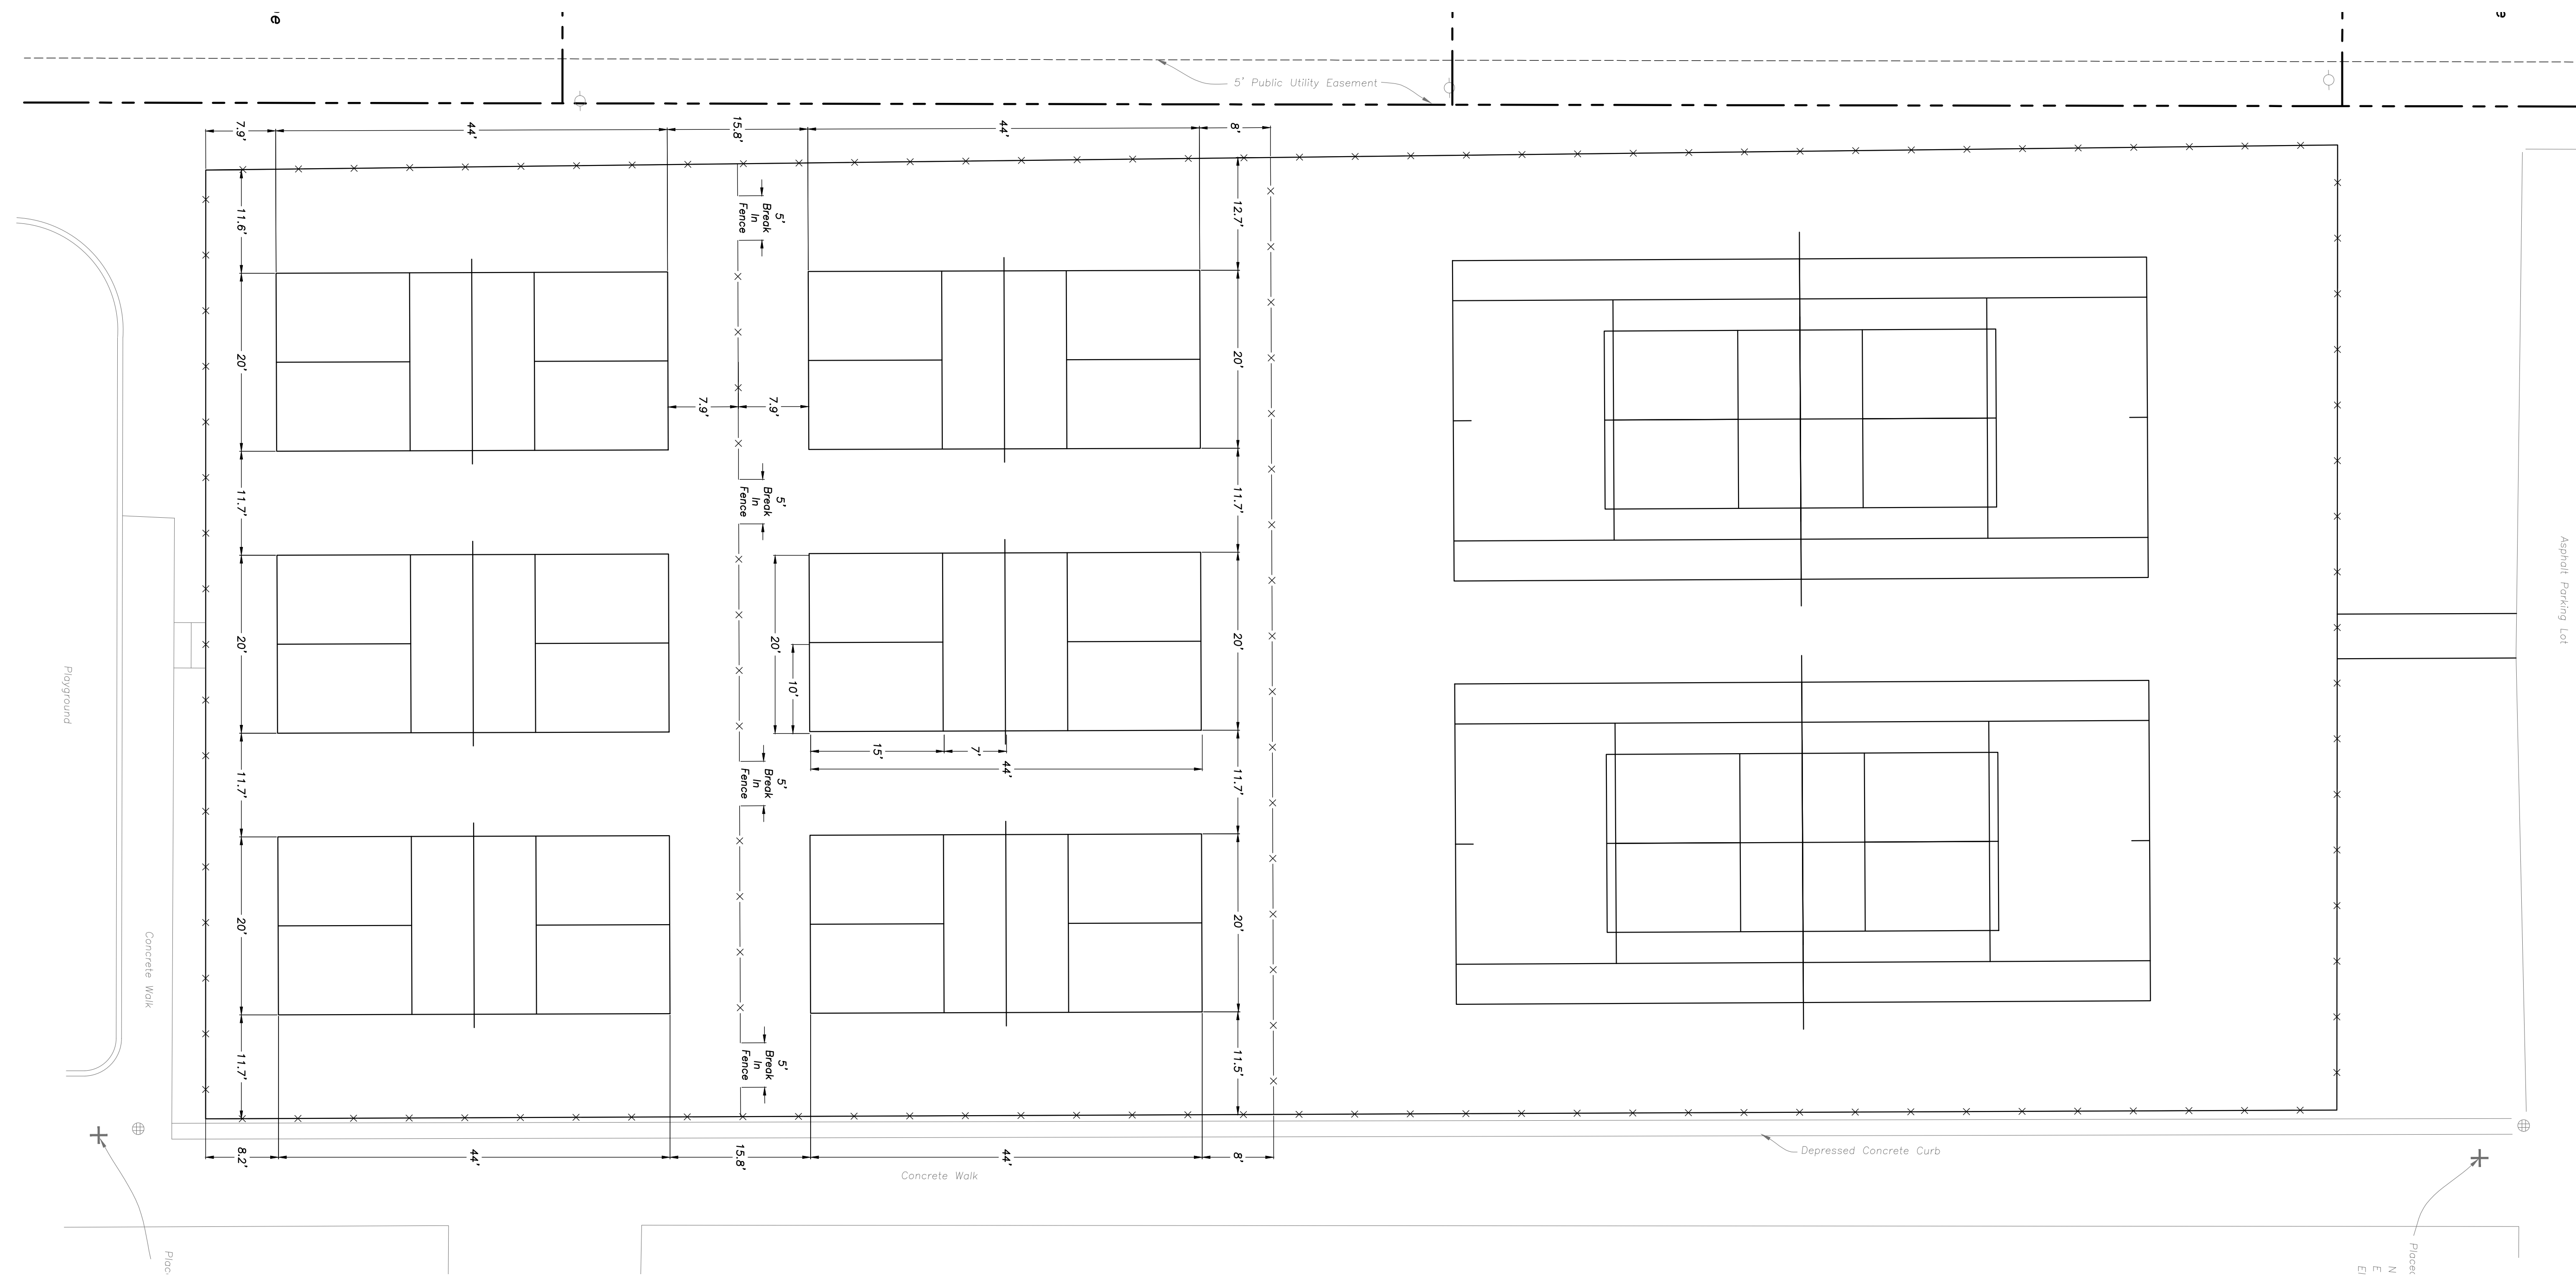 e
e
5' Public Utility Easement
7.9'
44'
15.8'
44'
8'
11.6'
20'
11.7'
20'
11.7'
20'
11.7'
5'
Break
In
Fence
7.9'
7.9'
5'
Break
In
Fence
20'
10'
15'
7'
44'
5'
Break
In
Fence
5'
Break
In
Fence
12.7'
20'
11.7'
20'
11.7'
20'
11.5'
8.2'
44'
15.8'
44'
8'
Playground
Concrete Walk
Concrete Walk
Depressed Concrete Curb
Asphalt Parking Lot
Plac
Placed
N
E
El